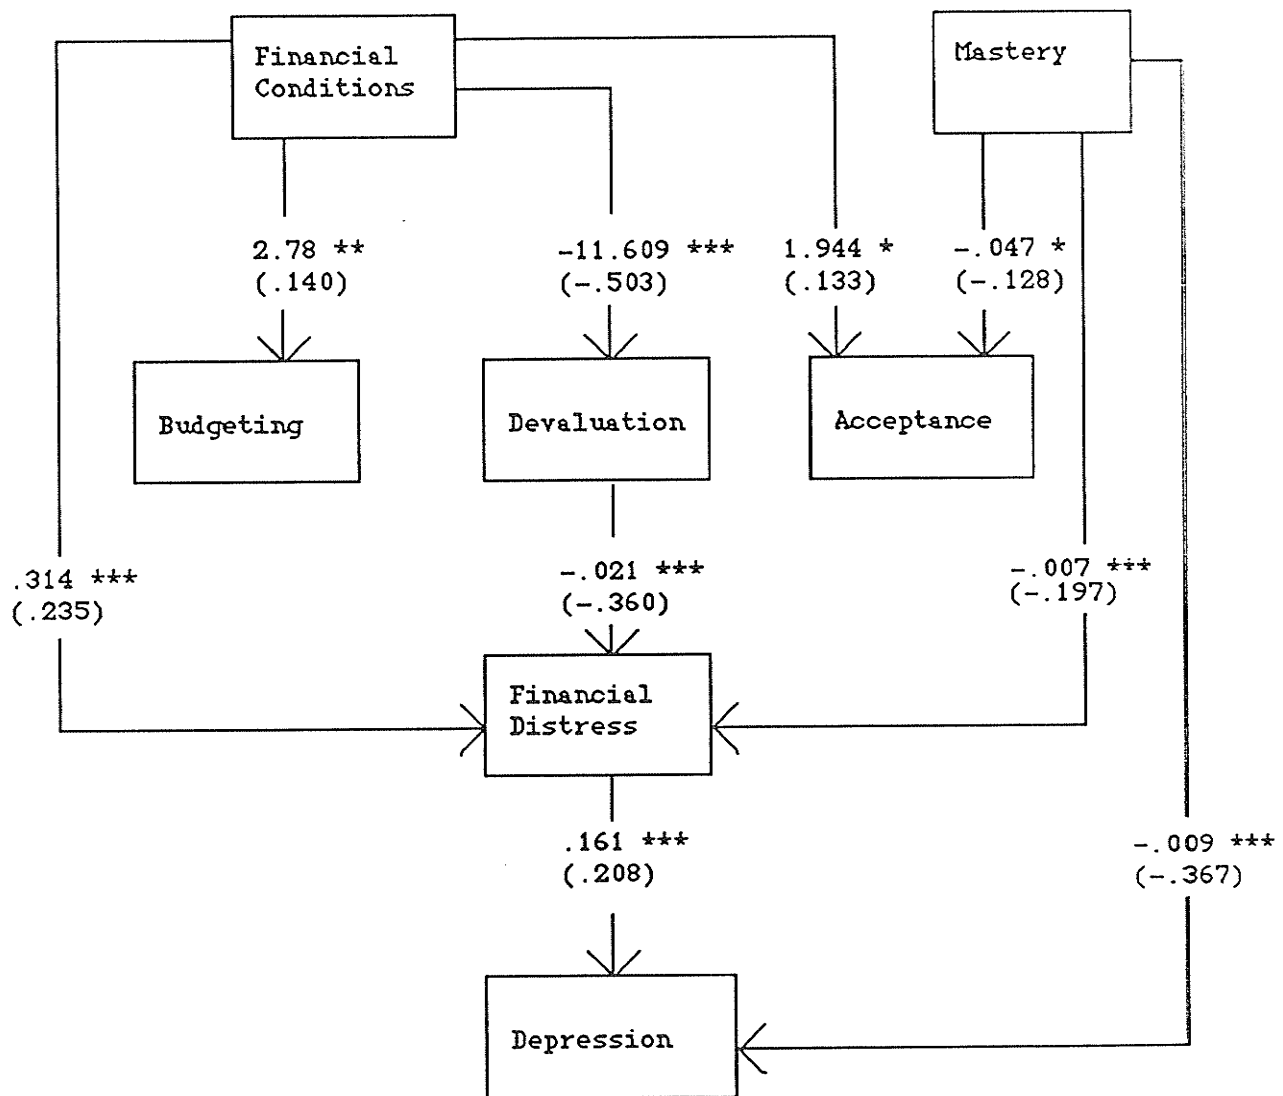 Financial
Conditions
Mastery
2.78 **
(.140)
-11.609 ***
(-.503)
1.944 *
(.133)
-.047 *
(-.128)
Budgeting
Devaluation
Acceptance
.314 ***
(.235)
-.021 ***
(-.360)
-.007 ***
(-.197)
Financial
Distress
.161 ***
(.208)
-.009 ***
(-.367)
Depression